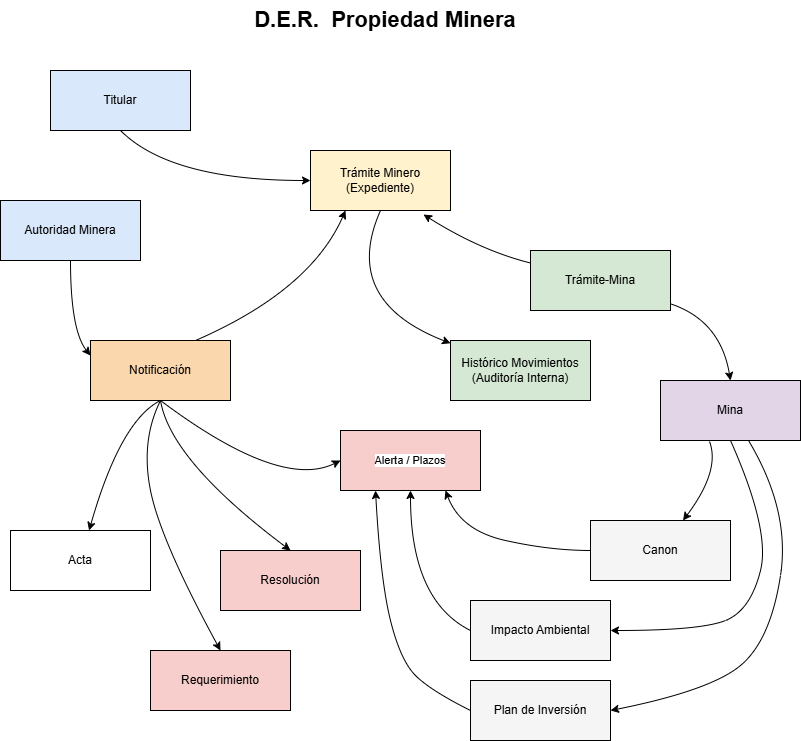 D.E.R. Propiedad Minera
Titular
Trámite Minero
(Expediente)
Autoridad Minera
Trámite-Mina
Notificación
Histórico Movimientos
(Auditoría Interna)
Mina
Alerta / Plazos
Acta
Resolución
Canon
Impacto Ambiental
Requerimiento
Plan de Inversión